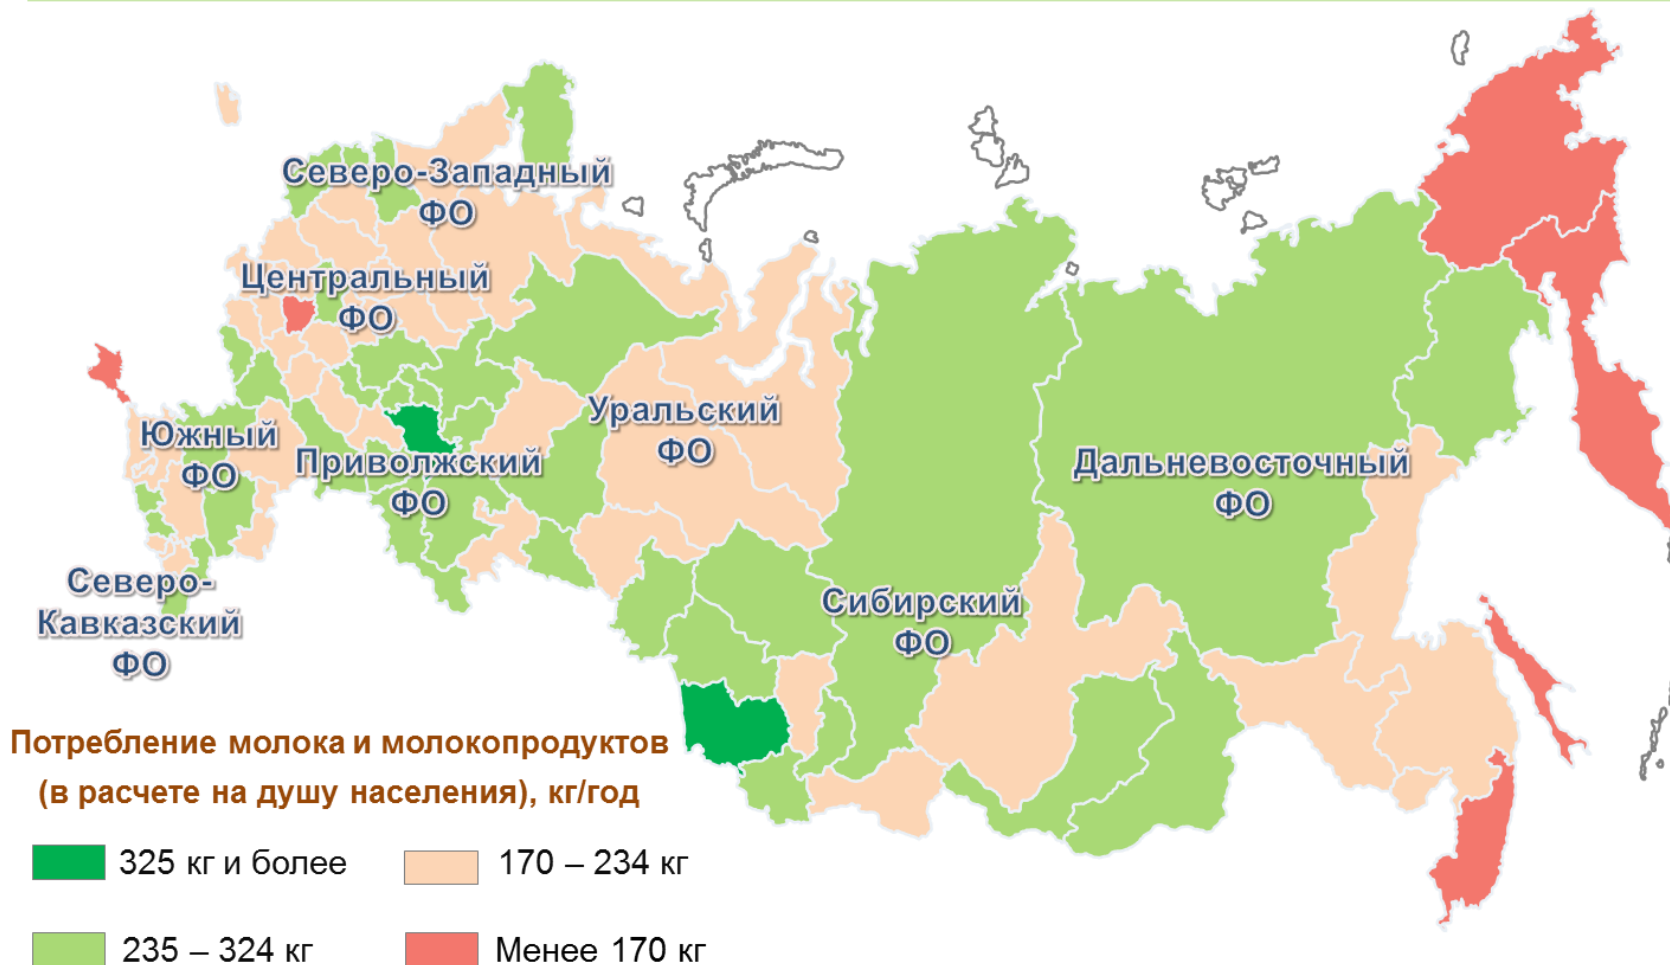 Северо-Западный
ФО
Центральный
ФО
Южный
ФО
Приволжский
ФО
Уральский
ФО
Дальневосточный
ФО
Северо-
Кавказский
ФО
Сибирский
ФО
Потребление молока и молокопродуктов
(в расчете на душу населения), кг/год
325 кг и более
170 – 234 кг
235 – 324 кг
Менее 170 кг